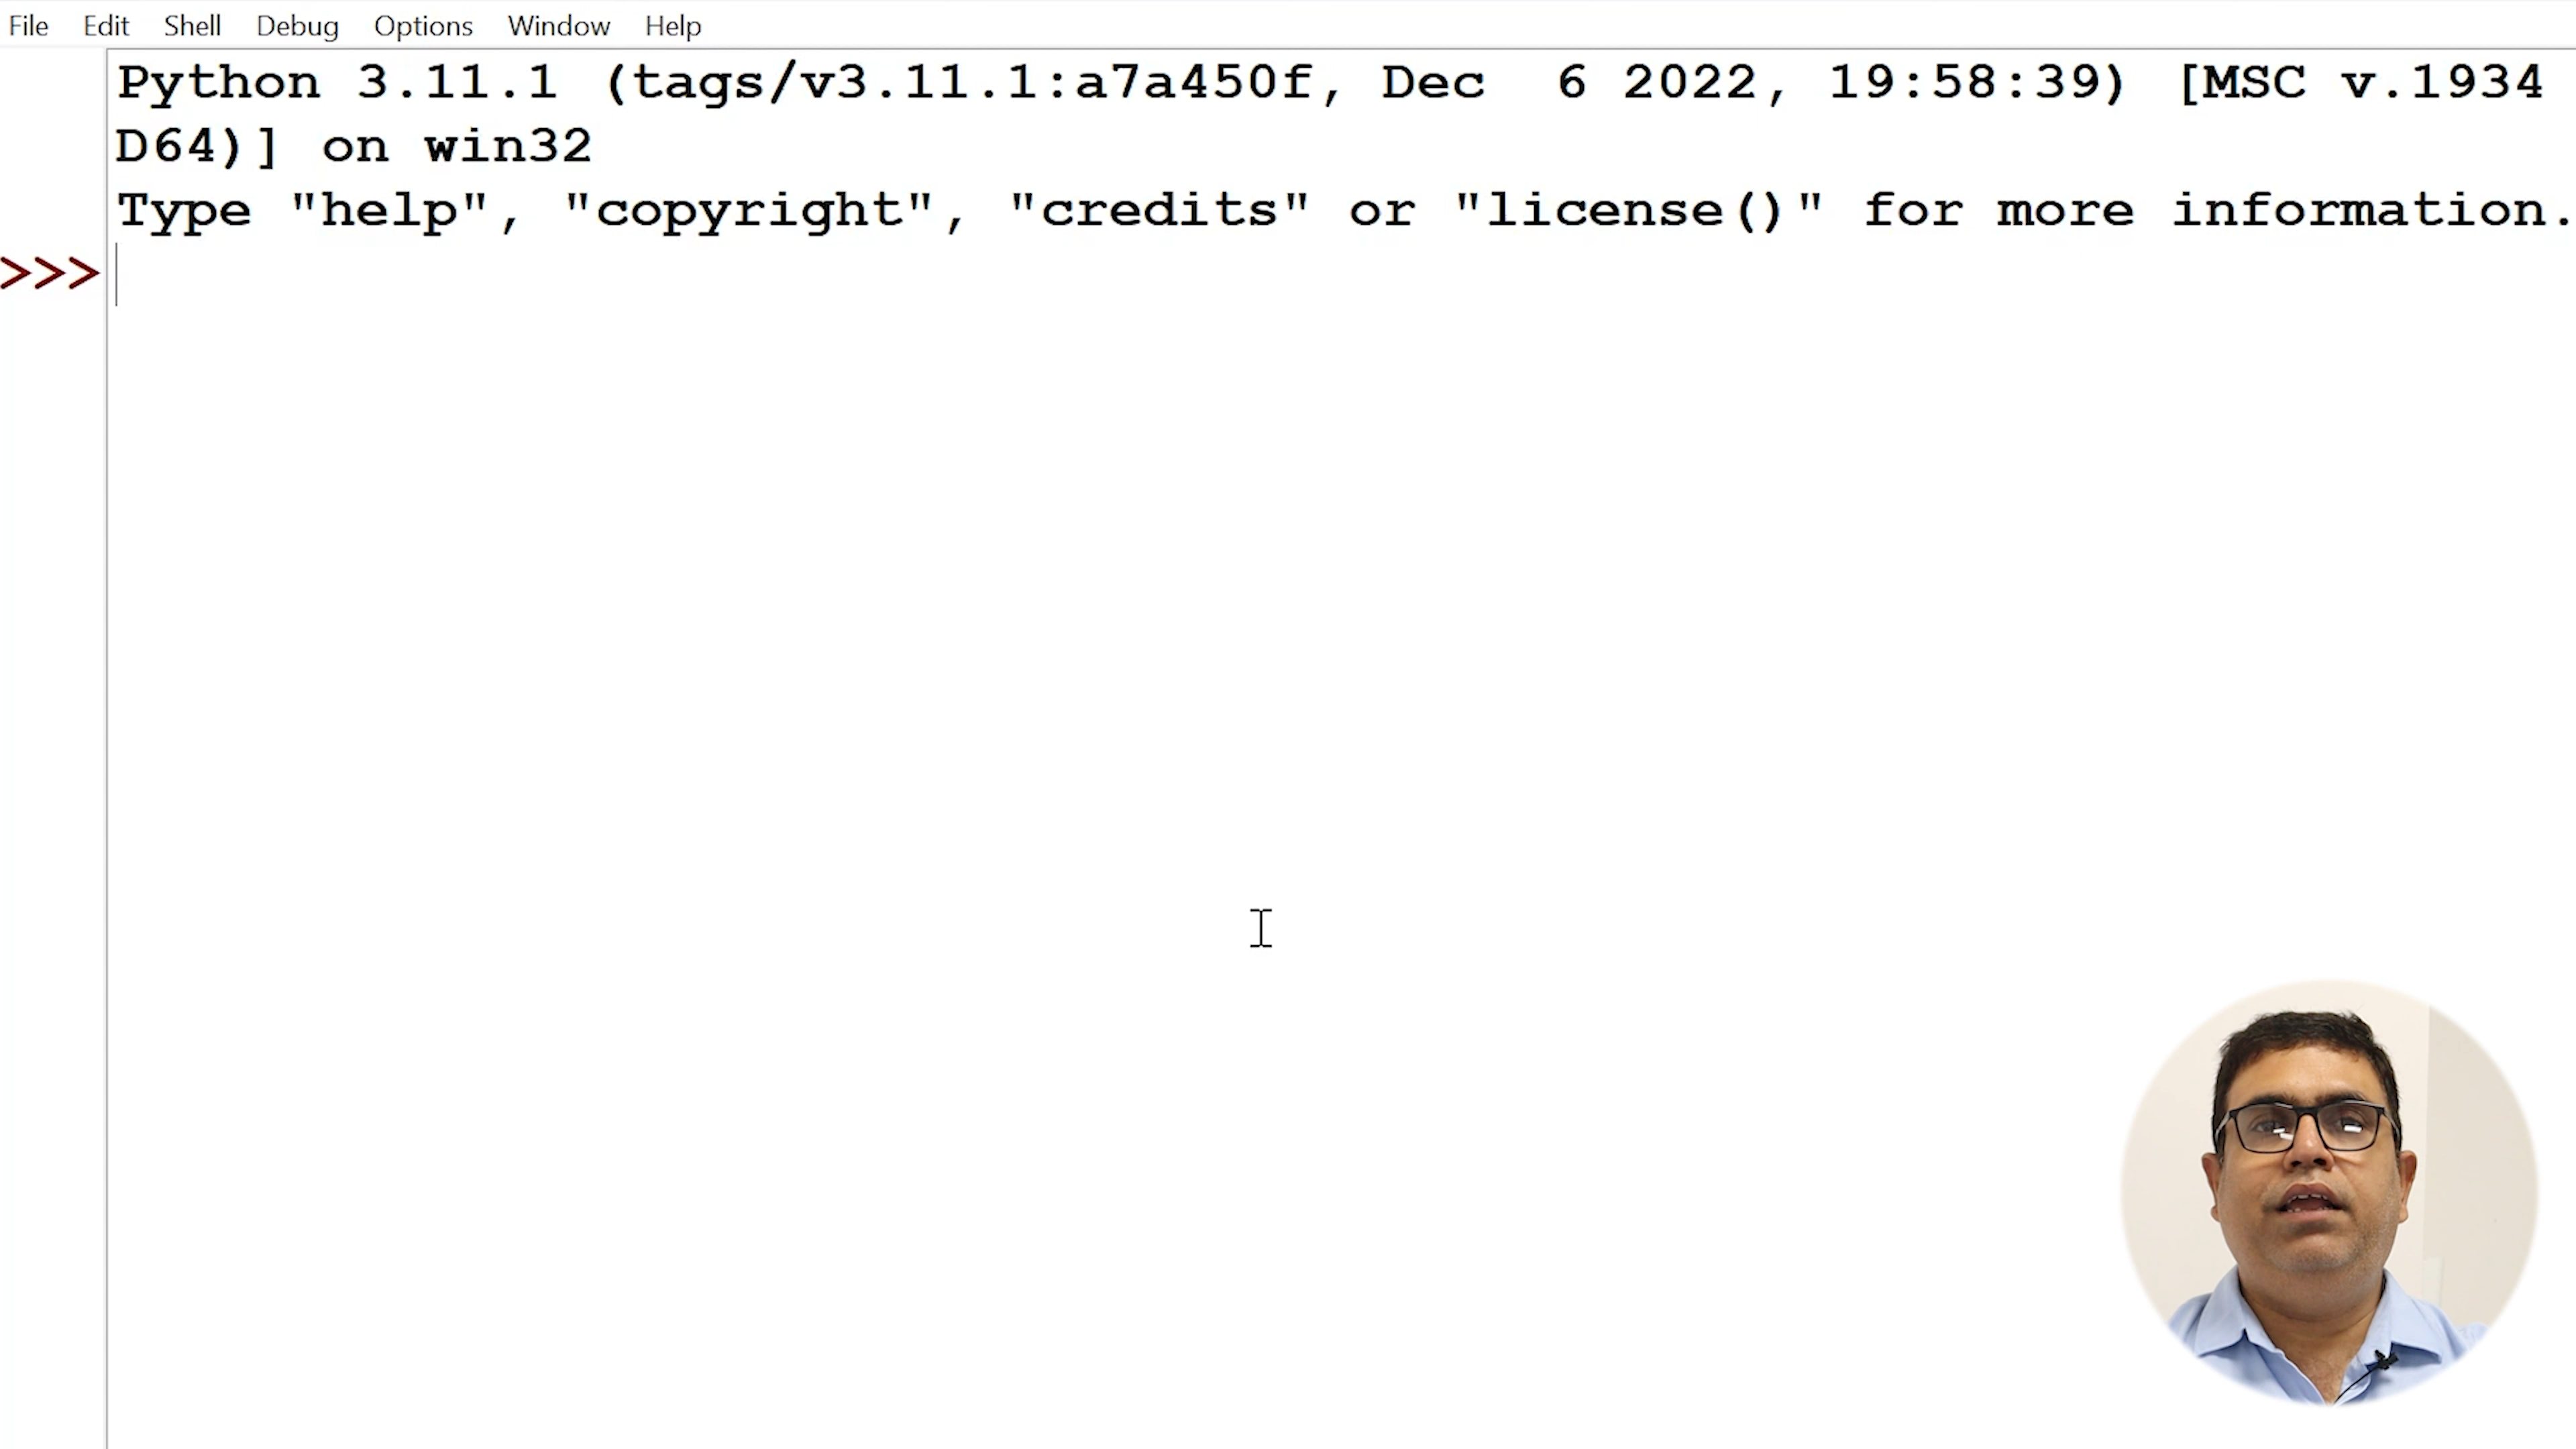 File Edit Shell Debug Options Window Help
Python 3.11.1 (tags/v3.11.1:a7a450f, Dec  6 2022, 19:58:39) [MSC v.1934
D64)] on win32
Type "help", "copyright", "credits" or "license()" for more information.
>>>